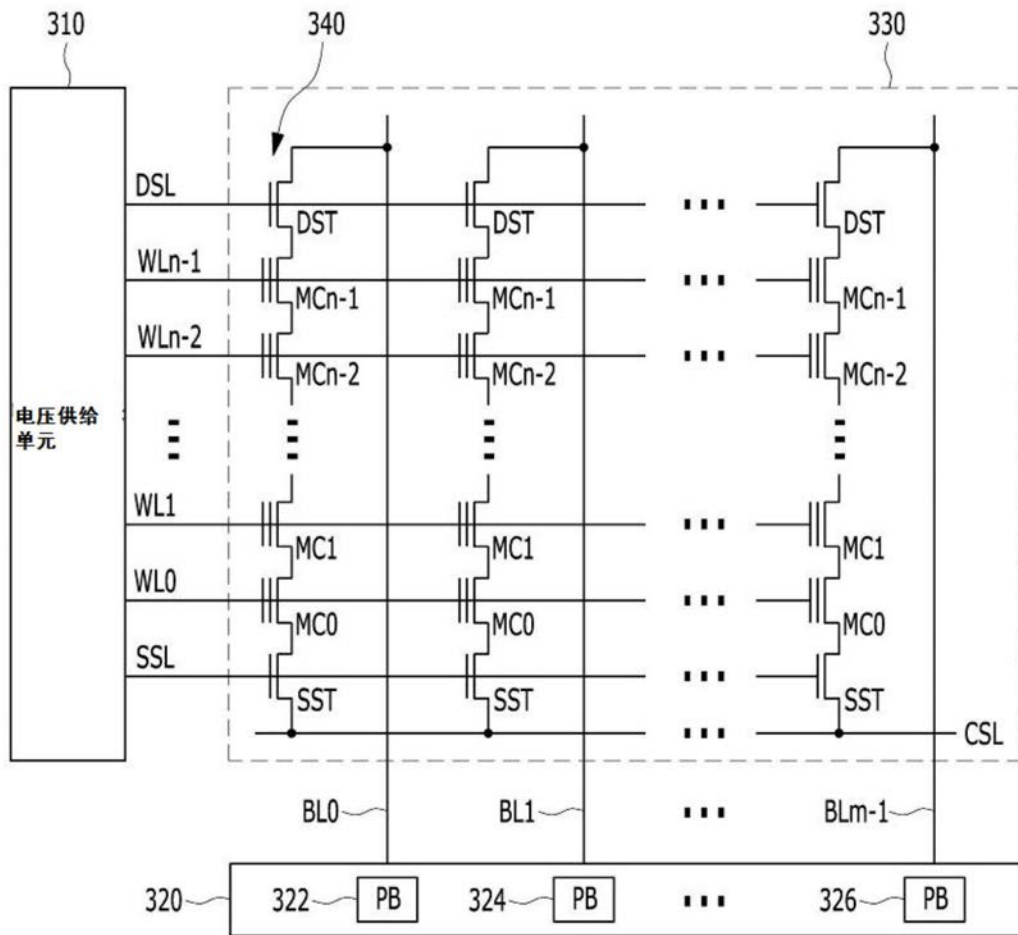 310
340
330
DSL
DST DST DST
WLn-1
MCn-1 MCn-1 MCn-1
WLn-2
MCn-2 MCn-2 MCn-2
电压供给
单元
WL1
MC1 MC1 MC1
WL0
MC0 MC0 MC0
SSL
SST SST SST
CSL
BL0 BL1 BLm-1
320 322 PB 324 PB 326 PB